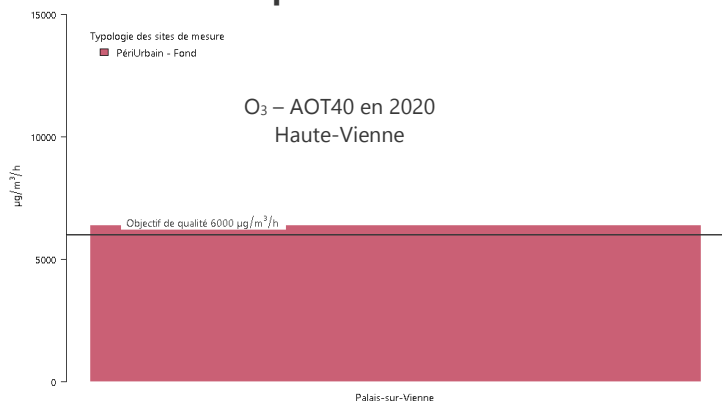 15000
Typologie des sites de mesure
PériUrbain - Fond
O₃ – AOT40 en 2020
Haute-Vienne
10000
µg/m³/h
Objectif de qualité 6000 µg/m³/h
5000
0
Palais-sur-Vienne